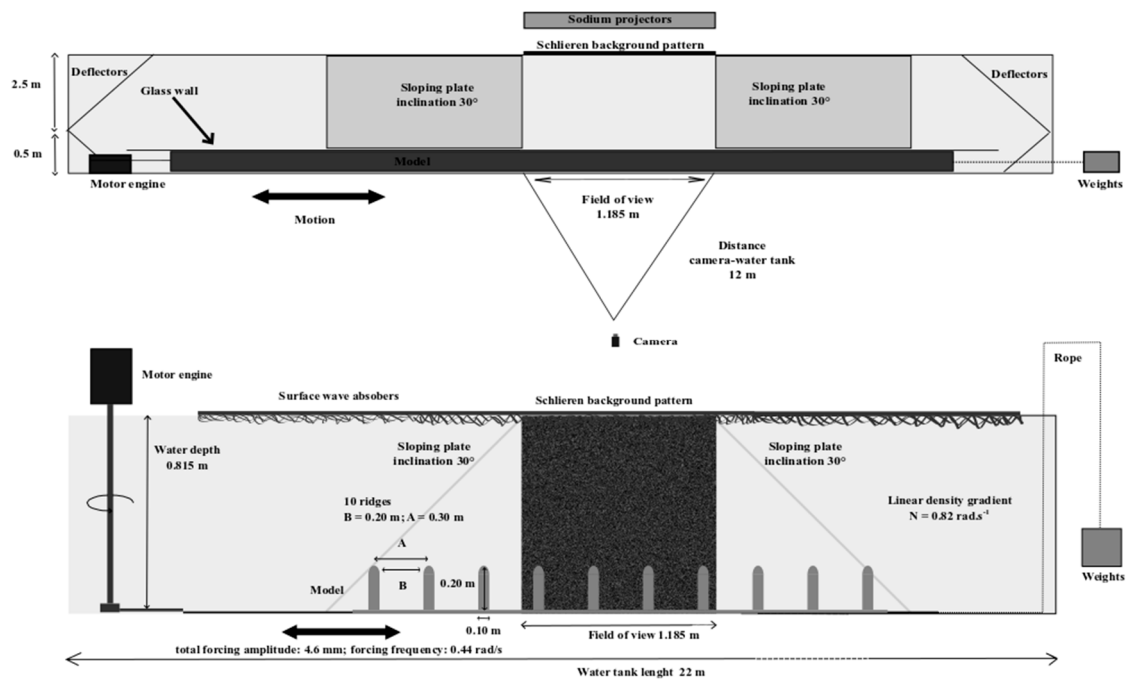 Sodium projectors
Schlieren background pattern
Deflectors
Deflectors
2.5 m
Glass wall
Sloping plate
inclination 30°
Sloping plate
inclination 30°
0.5 m
Model
Motor engine
Weights
Motion
Field of view
1.185 m
Distance
camera-water tank
12 m
Camera
Motor engine
Rope
Surface wave absobers
Schlieren background pattern
Water depth
0.815 m
Sloping plate
inclination 30°
Sloping plate
inclination 30°
10 ridges
B = 0.20 m; A = 0.30 m
Linear density gradient
N = 0.82 rad.s⁻¹
A
B
0.20 m
Model
Weights
0.10 m
Field of view 1.185 m
total forcing amplitude: 4.6 mm; forcing frequency: 0.44 rad/s
Water tank lenght 22 m